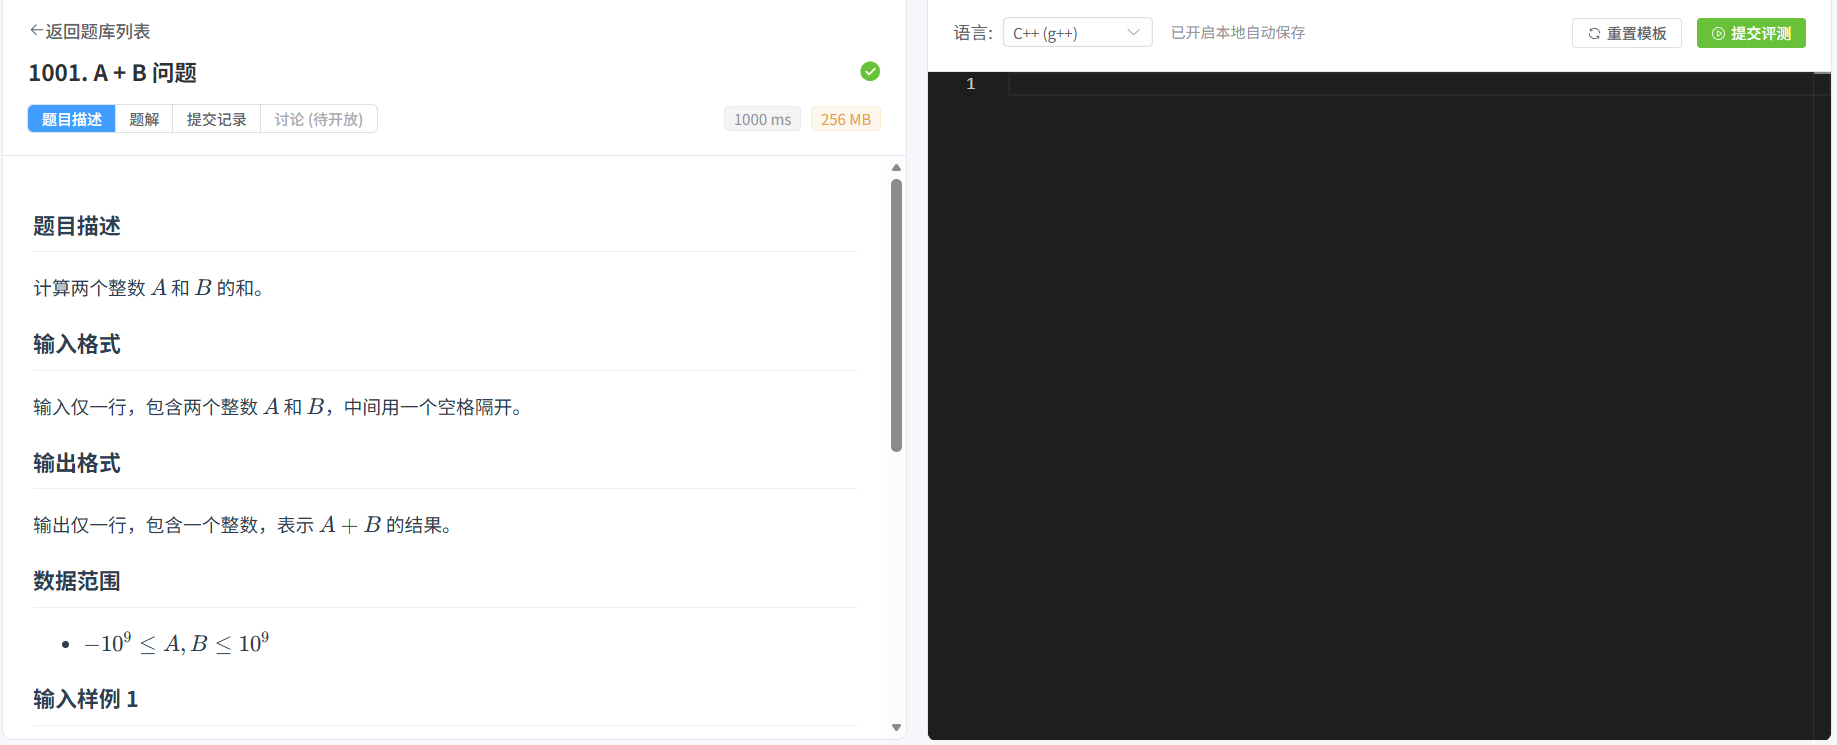 ←返回题库列表
1001. A + B 问题
题目描述 题解 提交记录 讨论 (待开放) 1000 ms 256 MB
题目描述
计算两个整数 A 和 B 的和。
输入格式
输入仅一行，包含两个整数 A 和 B，中间用一个空格隔开。
输出格式
输出仅一行，包含一个整数，表示 A + B 的结果。
数据范围
• −10⁹ ≤ A, B ≤ 10⁹
输入样例 1
语言: C++ (g++) 已开启本地自动保存 重置模板 提交评测
1